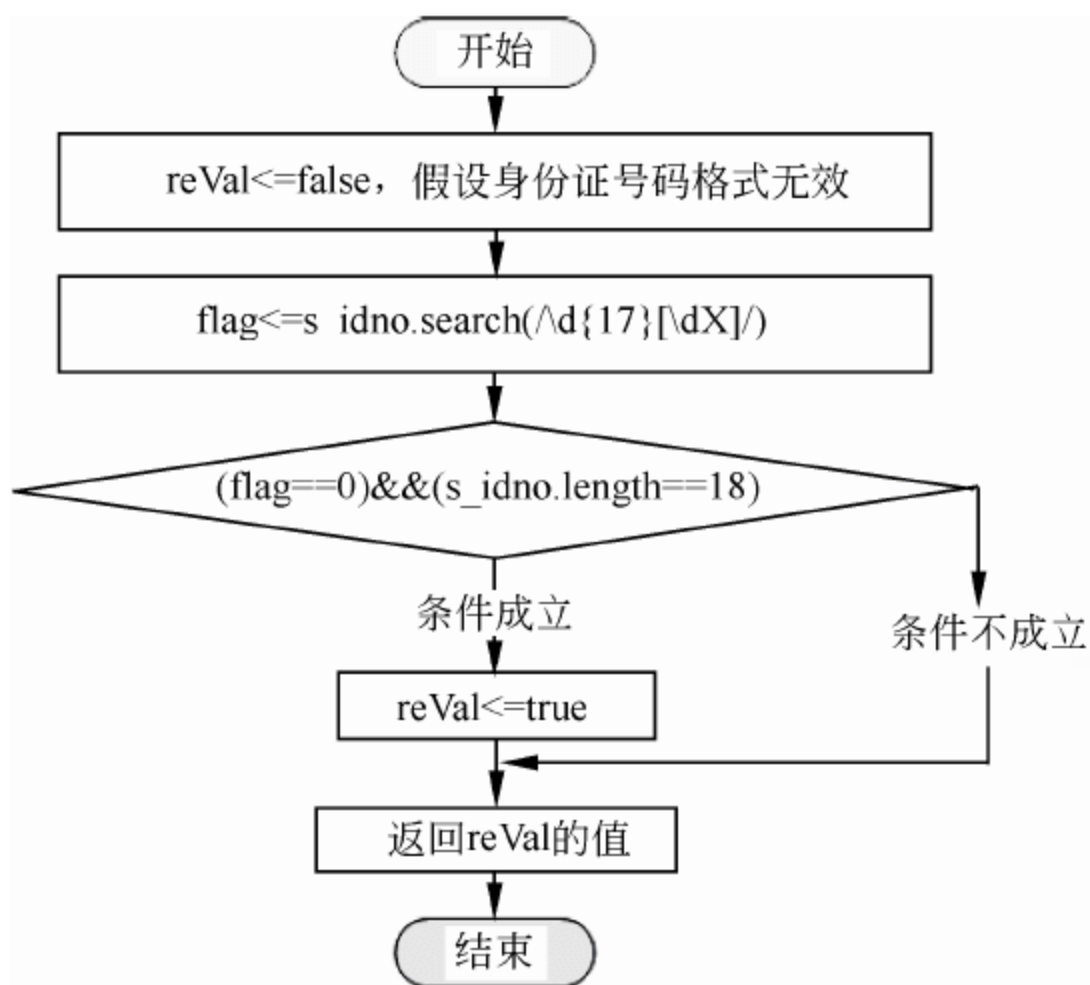 开始
reVal<=false，假设身份证号码格式无效
flag<=s idno.search(/\d{17}[\dX]/)
(flag==0)&&(s_idno.length==18)
条件成立
条件不成立
reVal<=true
返回reVal的值
结束